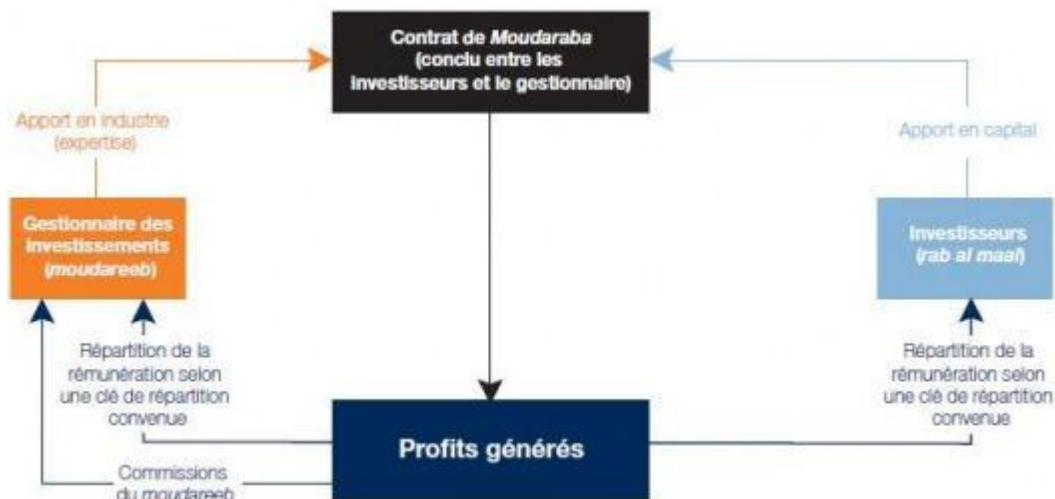 Contrat de Moudaraba
(conclu entre les
investisseurs et le gestionnaire)
Apport en industrie
(expertise)
Apport en capital
Gestionnaire des
investissements
(moudareeb)
Investisseurs
(rab al maal)
Répartition de la
rémunération selon
une clé de répartition
convenue
Répartition de la
rémunération selon
une clé de répartition
convenue
Profits générés
Commissions
du moudareeb